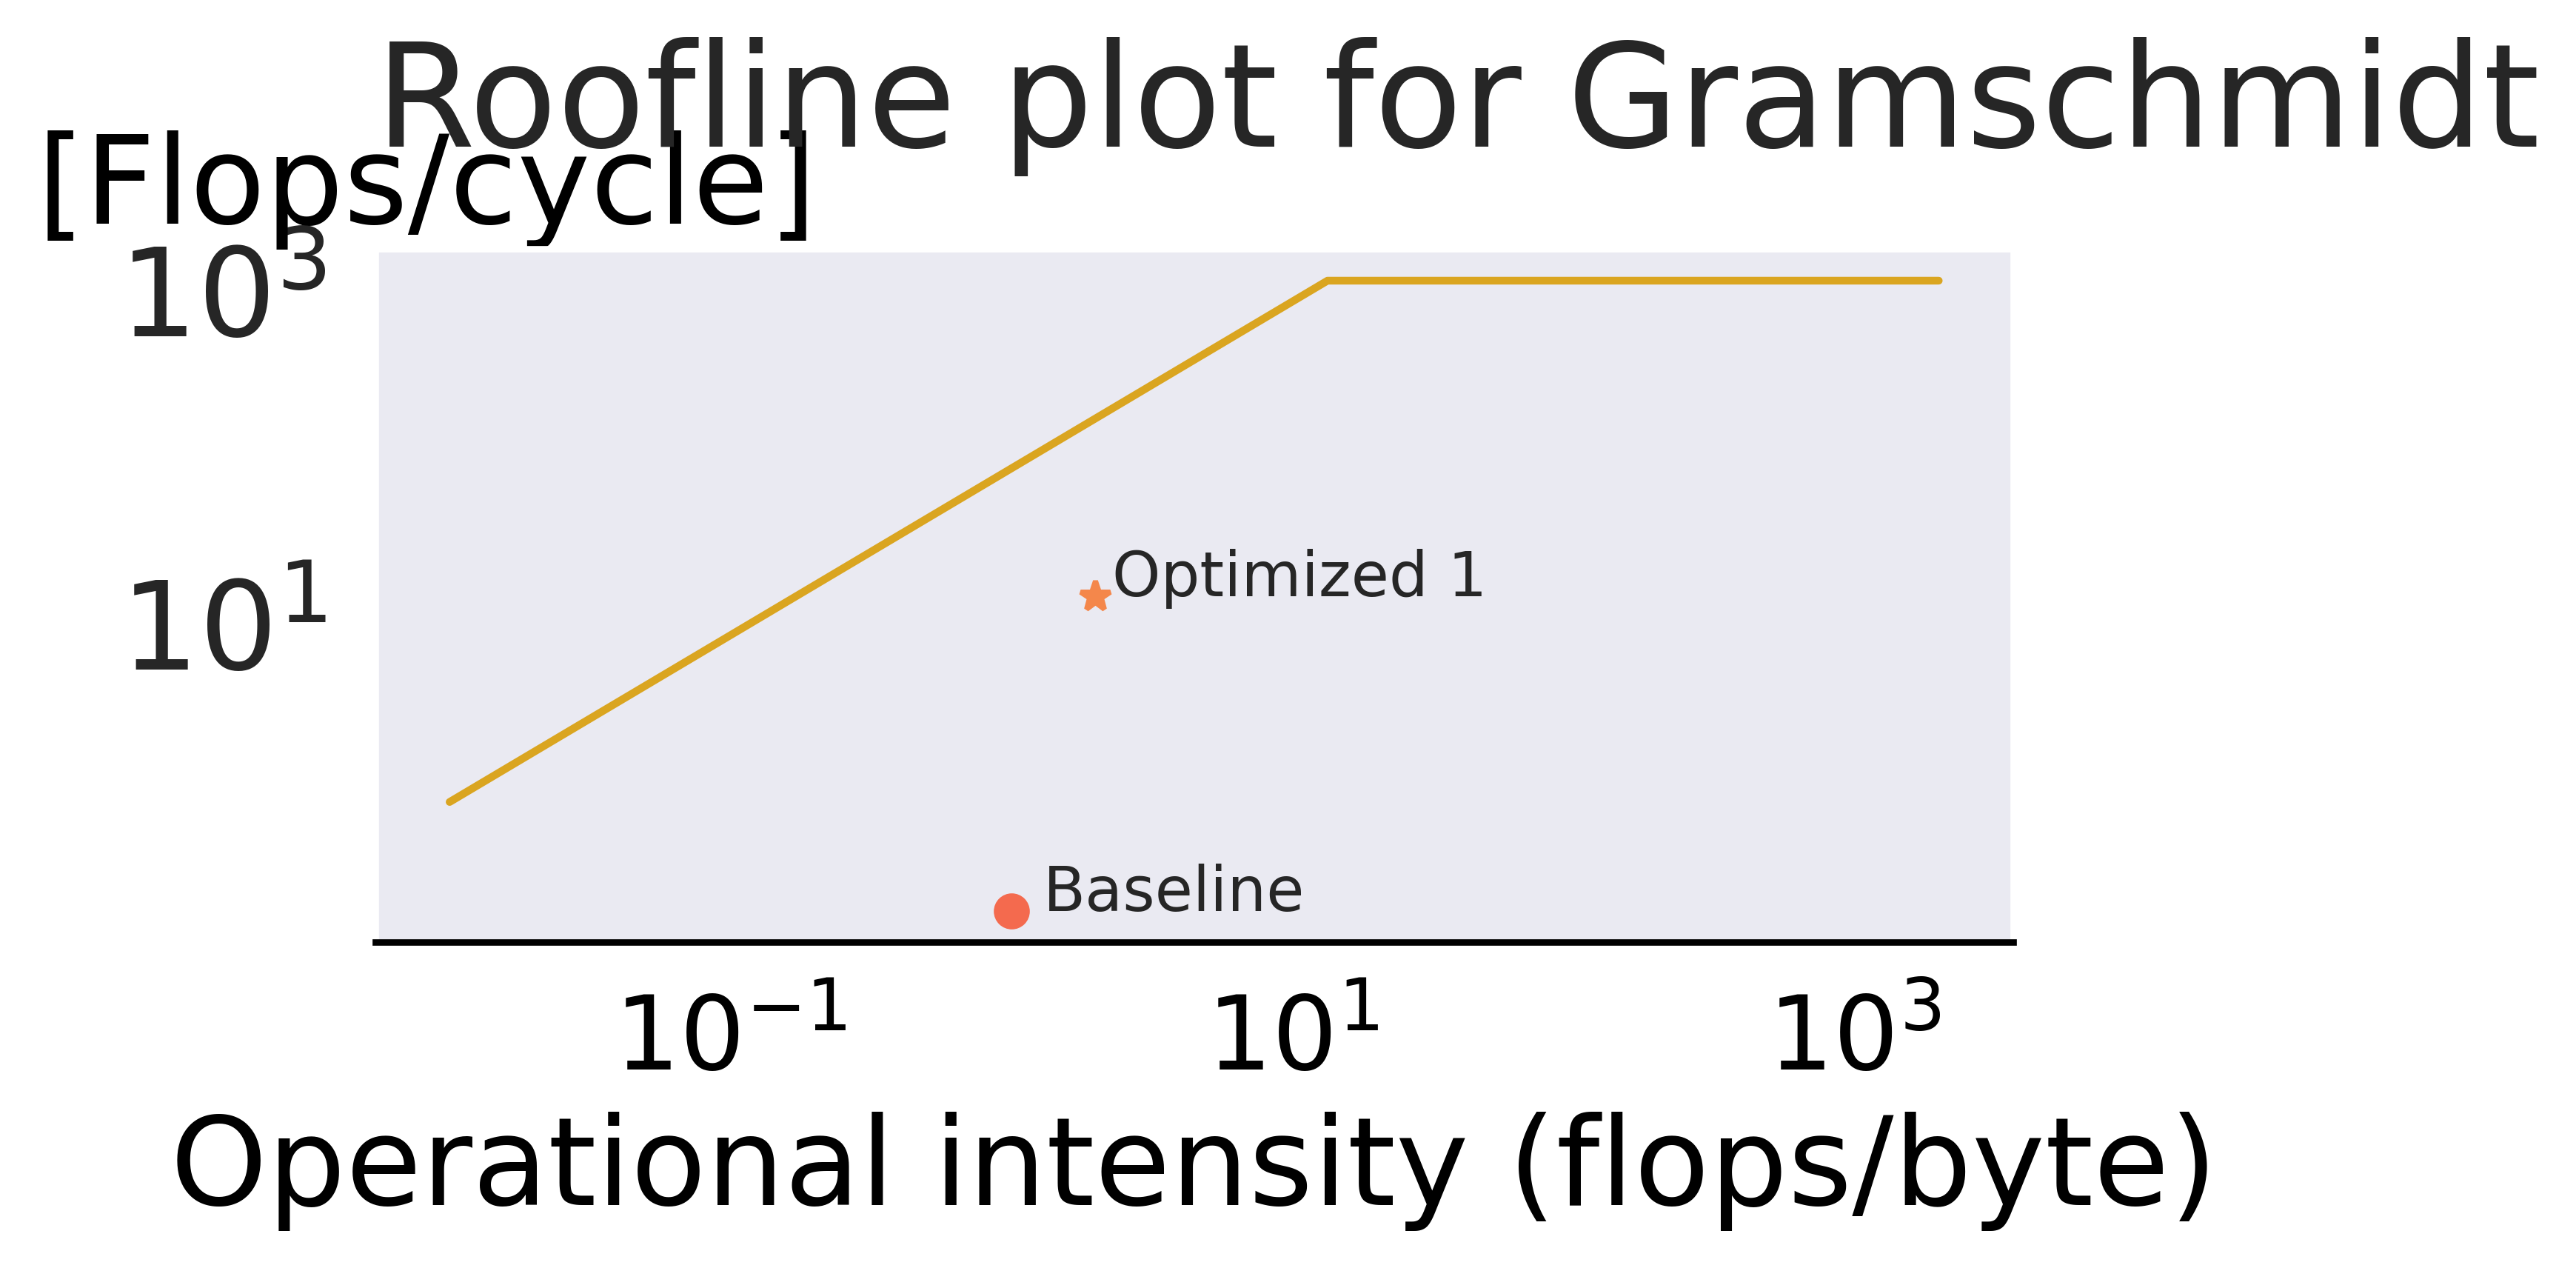 Roofline plot for Gramschmidt
[Flops/cycle]
10³
10¹
Optimized 1
Baseline
10⁻¹ 10¹ 10³
Operational intensity (flops/byte)